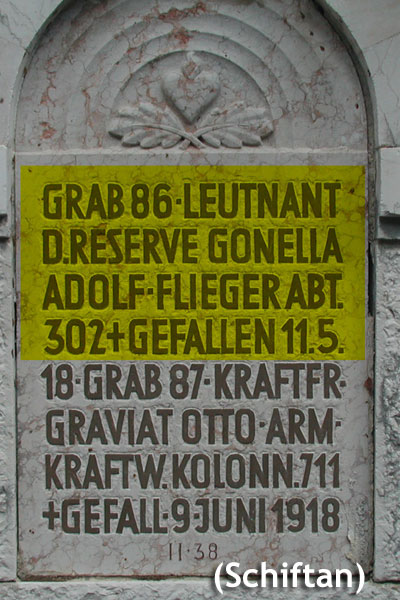 GRAB 86·LEUTNANT
D.RESERVE GONELLA
ADOLF·FLIEGER ABT.
302+GEFALLEN 11.5.
18·GRAB 87·KRAFTFR·
GRAVIAT OTTO·ARM·
KRAFTW.KOLONN.711
+GEFALL·9 JUNI 1918
11·38
(Schiftan)